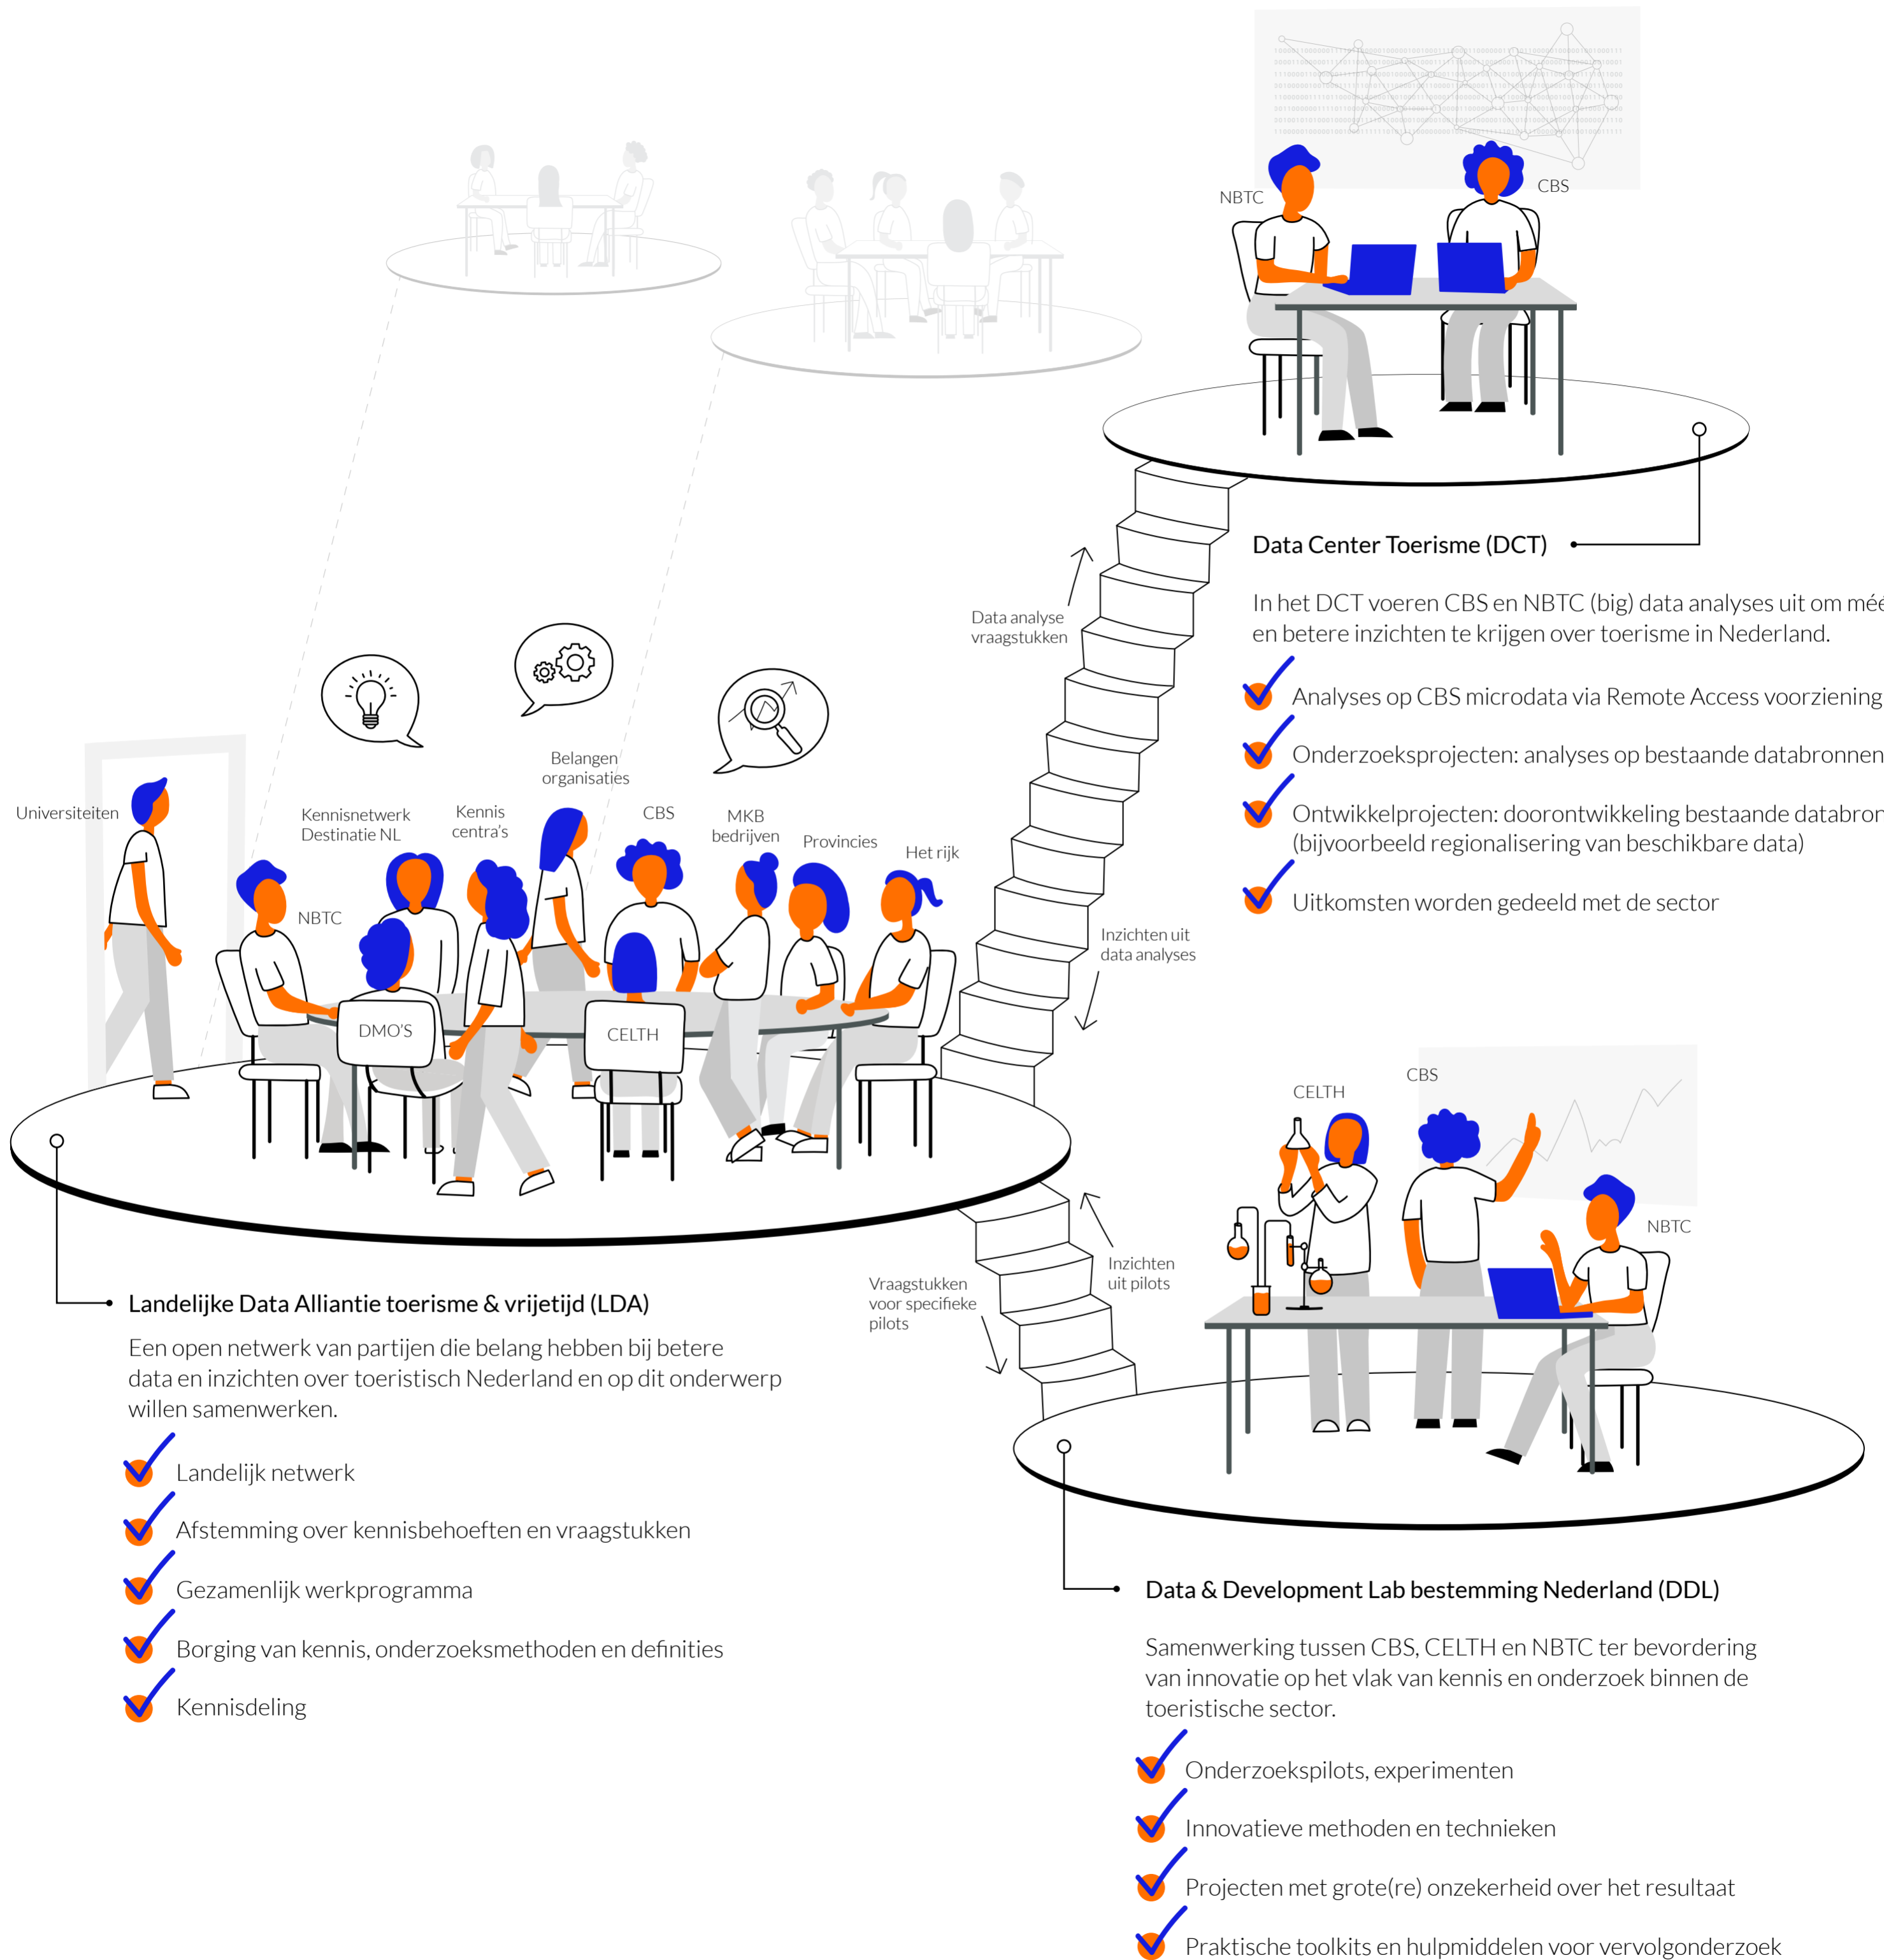 NBTC
CBS
Data Center Toerisme (DCT)
In het DCT voeren CBS en NBTC (big) data analyses uit om méé
en betere inzichten te krijgen over toerisme in Nederland.
Analyses op CBS microdata via Remote Access voorziening
Onderzoeksprojecten: analyses op bestaande databronnen
Ontwikkelprojecten: doorontwikkeling bestaande databron
(bijvoorbeeld regionalisering van beschikbare data)
Uitkomsten worden gedeeld met de sector
Data analyse
vraagstukken
Inzichten uit
data analyses
Universiteiten
NBTC
Kennisnetwerk
Destinatie NL
Kennis
centra's
Belangen
organisaties
CBS
MKB
bedrijven
Provincies
Het rijk
DMO'S
CELTH
Landelijke Data Alliantie toerisme & vrijetijd (LDA)
Een open netwerk van partijen die belang hebben bij betere
data en inzichten over toeristisch Nederland en op dit onderwerp
willen samenwerken.
Landelijk netwerk
Afstemming over kennisbehoeften en vraagstukken
Gezamenlijk werkprogramma
Borging van kennis, onderzoeksmethoden en definities
Kennisdeling
Vraagstukken
voor specifieke
pilots
Inzichten
uit pilots
CELTH
CBS
NBTC
Data & Development Lab bestemming Nederland (DDL)
Samenwerking tussen CBS, CELTH en NBTC ter bevordering
van innovatie op het vlak van kennis en onderzoek binnen de
toeristische sector.
Onderzoekspilots, experimenten
Innovatieve methoden en technieken
Projecten met grote(re) onzekerheid over het resultaat
Praktische toolkits en hulpmiddelen voor vervolgonderzoek